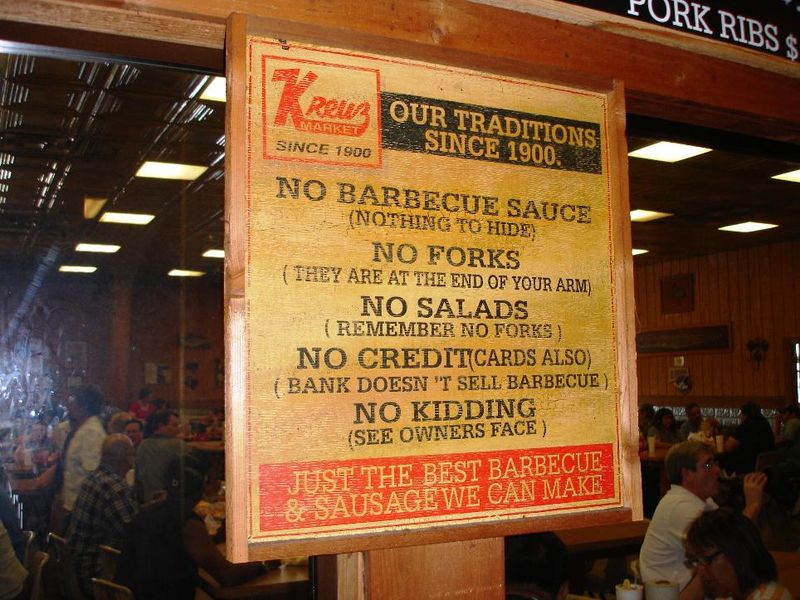 PORK RIBS $
Kreuz
MARKET
SINCE 1900
OUR TRADITIONS
SINCE 1900.
NO BARBECUE SAUCE
(NOTHING TO HIDE)
NO FORKS
( THEY ARE AT THE END OF YOUR ARM)
NO SALADS
( REMEMBER NO FORKS )
NO CREDIT(CARDS ALSO)
( BANK DOESN 'T SELL BARBECUE )
NO KIDDING
(SEE OWNERS FACE )
JUST THE BEST BARBECUE
& SAUSAGE WE CAN MAKE